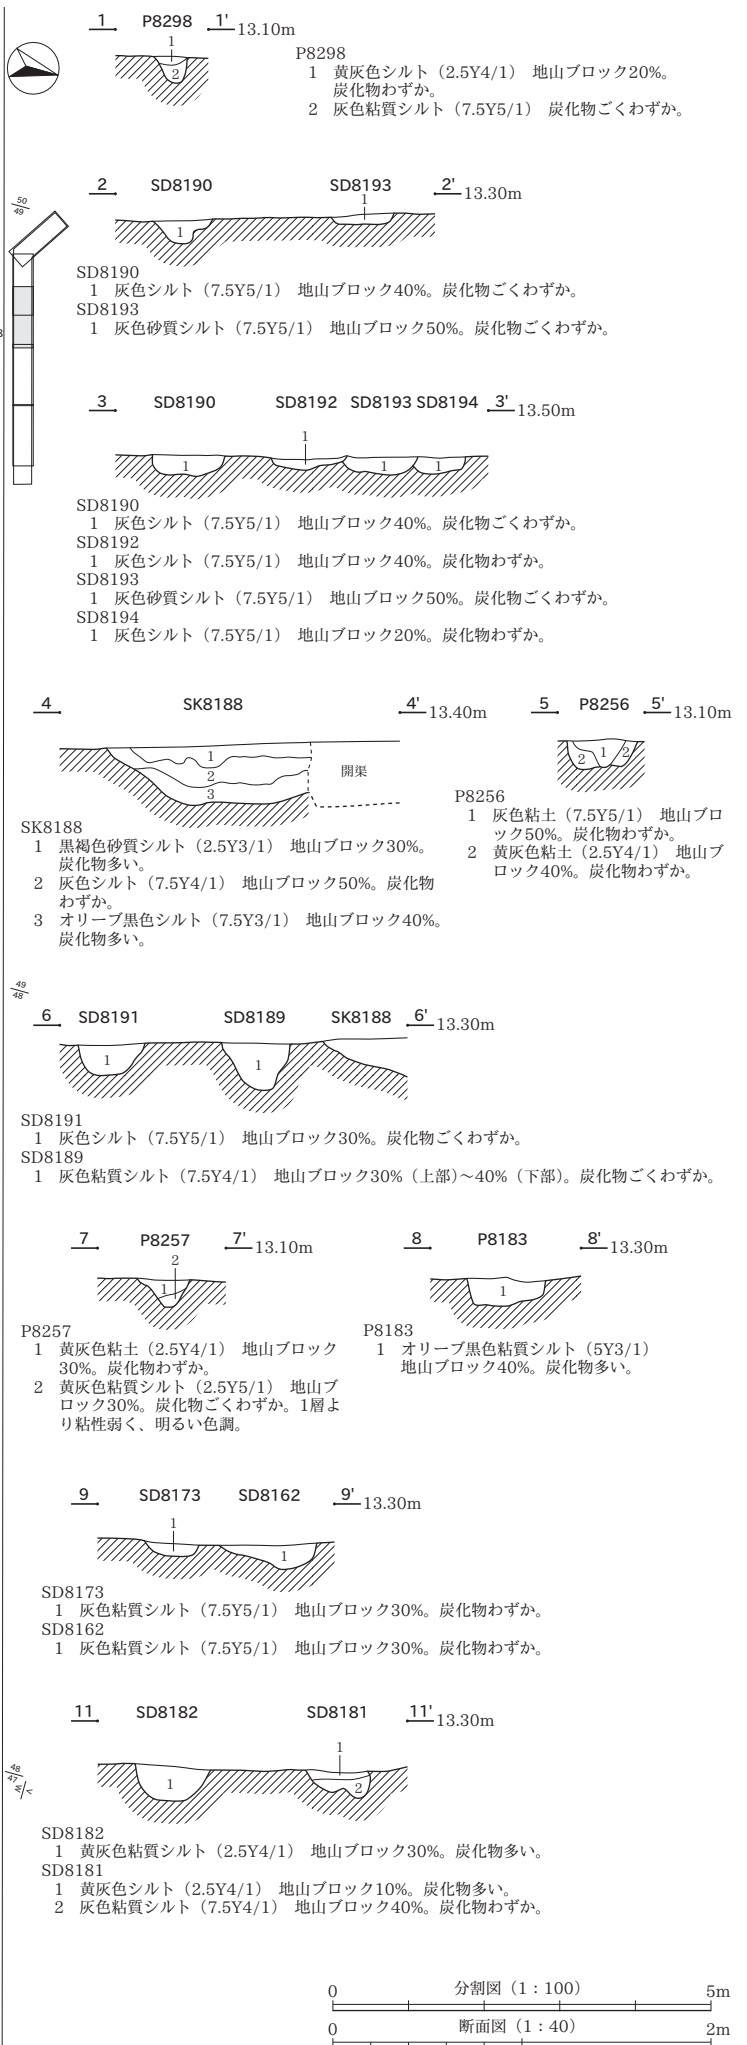 1 P8298 1' 13.10m
1
2
P8298
1 黄灰色シルト（2.5Y4/1） 地山ブロック20%。
炭化物わずか。
2 灰色粘質シルト（7.5Y5/1） 炭化物ごくわずか。
2 SD8190 SD8193 2' 13.30m
1
1
50
49
SD8190
1 灰色シルト（7.5Y5/1） 地山ブロック40%。炭化物ごくわずか。
SD8193
1 灰色砂質シルト（7.5Y5/1） 地山ブロック50%。炭化物ごくわずか。
3 SD8190 SD8192 SD8193 SD8194 3' 13.50m
1
1 1 1
SD8190
1 灰色シルト（7.5Y5/1） 地山ブロック40%。炭化物ごくわずか。
SD8192
1 灰色シルト（7.5Y5/1） 地山ブロック40%。炭化物わずか。
SD8193
1 灰色砂質シルト（7.5Y5/1） 地山ブロック50%。炭化物ごくわずか。
SD8194
1 灰色シルト（7.5Y5/1） 地山ブロック20%。炭化物わずか。
4 SK8188 4' 13.40m
1
2
3
開渠
SK8188
1 黒褐色砂質シルト（2.5Y3/1） 地山ブロック30%。
炭化物多い。
2 灰色シルト（7.5Y4/1） 地山ブロック50%。炭化物
わずか。
3 オリーブ黒色シルト（7.5Y3/1） 地山ブロック40%。
炭化物多い。
5 P8256 5' 13.10m
2 1 2
P8256
1 灰色粘土（7.5Y5/1） 地山ブロ
ック50%。炭化物わずか。
2 黄灰色粘土（2.5Y4/1） 地山ブ
ロック40%。炭化物わずか。
49
48
6 SD8191 SD8189 SK8188 6' 13.30m
1 1
SD8191
1 灰色シルト（7.5Y5/1） 地山ブロック30%。炭化物ごくわずか。
SD8189
1 灰色粘質シルト（7.5Y4/1） 地山ブロック30%（上部）～40%（下部）。炭化物ごくわずか。
7 P8257 7' 13.10m
2
1
P8257
1 黄灰色粘土（2.5Y4/1） 地山ブロック
30%。炭化物わずか。
2 黄灰色粘質シルト（2.5Y5/1） 地山ブ
ロック30%。炭化物ごくわずか。1層よ
り粘性弱く、明るい色調。
8 P8183 8' 13.30m
1
P8183
1 オリーブ黒色粘質シルト（5Y3/1）
地山ブロック40%。炭化物多い。
9 SD8173 SD8162 9' 13.30m
1
1
SD8173
1 灰色粘質シルト（7.5Y5/1） 地山ブロック30%。炭化物わずか。
SD8162
1 灰色粘質シルト（7.5Y5/1） 地山ブロック30%。炭化物わずか。
11 SD8182 SD8181 11' 13.30m
1
1 2
48
47
V
W
SD8182
1 黄灰色粘質シルト（2.5Y4/1） 地山ブロック30%。炭化物多い。
SD8181
1 黄灰色シルト（2.5Y4/1） 地山ブロック10%。炭化物多い。
2 灰色粘質シルト（7.5Y4/1） 地山ブロック40%。炭化物わずか。
0 分割図（1：100） 5m
0 断面図（1：40） 2m